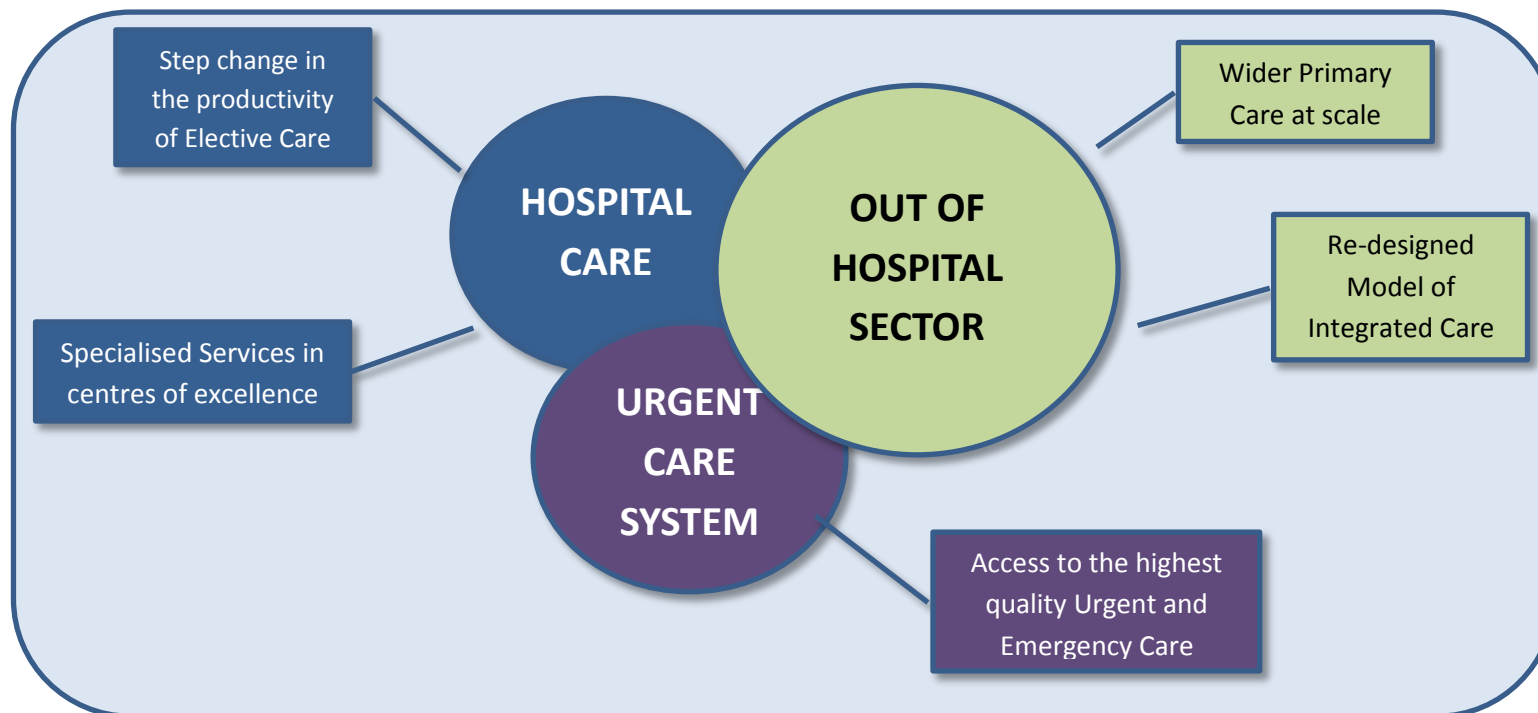 Step change in
the productivity
of Elective Care
Wider Primary
Care at scale
HOSPITAL
CARE
OUT OF
HOSPITAL
SECTOR
Re-designed
Model of
Integrated Care
Specialised Services in
centres of excellence
URGENT
CARE
SYSTEM
Access to the highest
quality Urgent and
Emergency Care